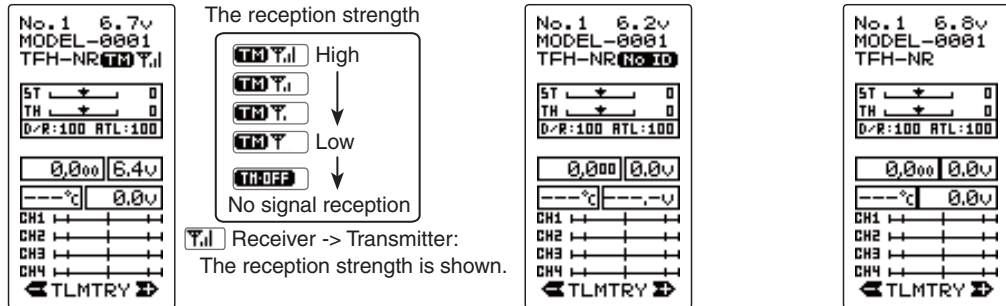 No.1 6.7v
MODEL-0001
TFH-NR TM
ST 0
TH 0
D/R:100 ATL:100
0,000 6.4v
---°C 0.0v
CH1
CH2
CH3
CH4
TLMTRY
The reception strength
TM High
TM
TM
TM Low
TM-OFF
No signal reception
Receiver -> Transmitter:
The reception strength is shown.
No.1 6.2v
MODEL-0001
TFH-NR No ID
ST 0
TH 0
D/R:100 ATL:100
0,000 0.0v
---°C ---.-v
CH1
CH2
CH3
CH4
TLMTRY
No.1 6.8v
MODEL-0001
TFH-NR
ST 0
TH 0
D/R:100 ATL:100
0,000 0.0v
---°C 0.0v
CH1
CH2
CH3
CH4
TLMTRY